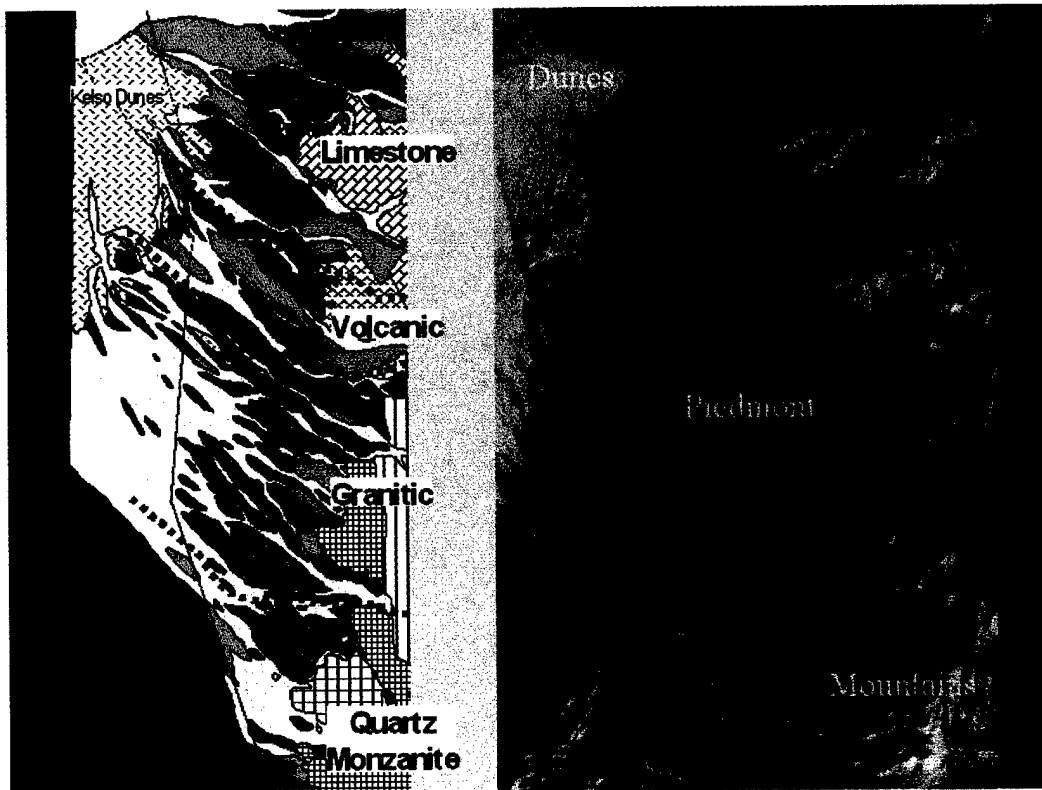 Kelso Dunes
Limestone
Volcanic
Granitic
Quartz
Monzanite
Dunes
Piedmont
Mountains